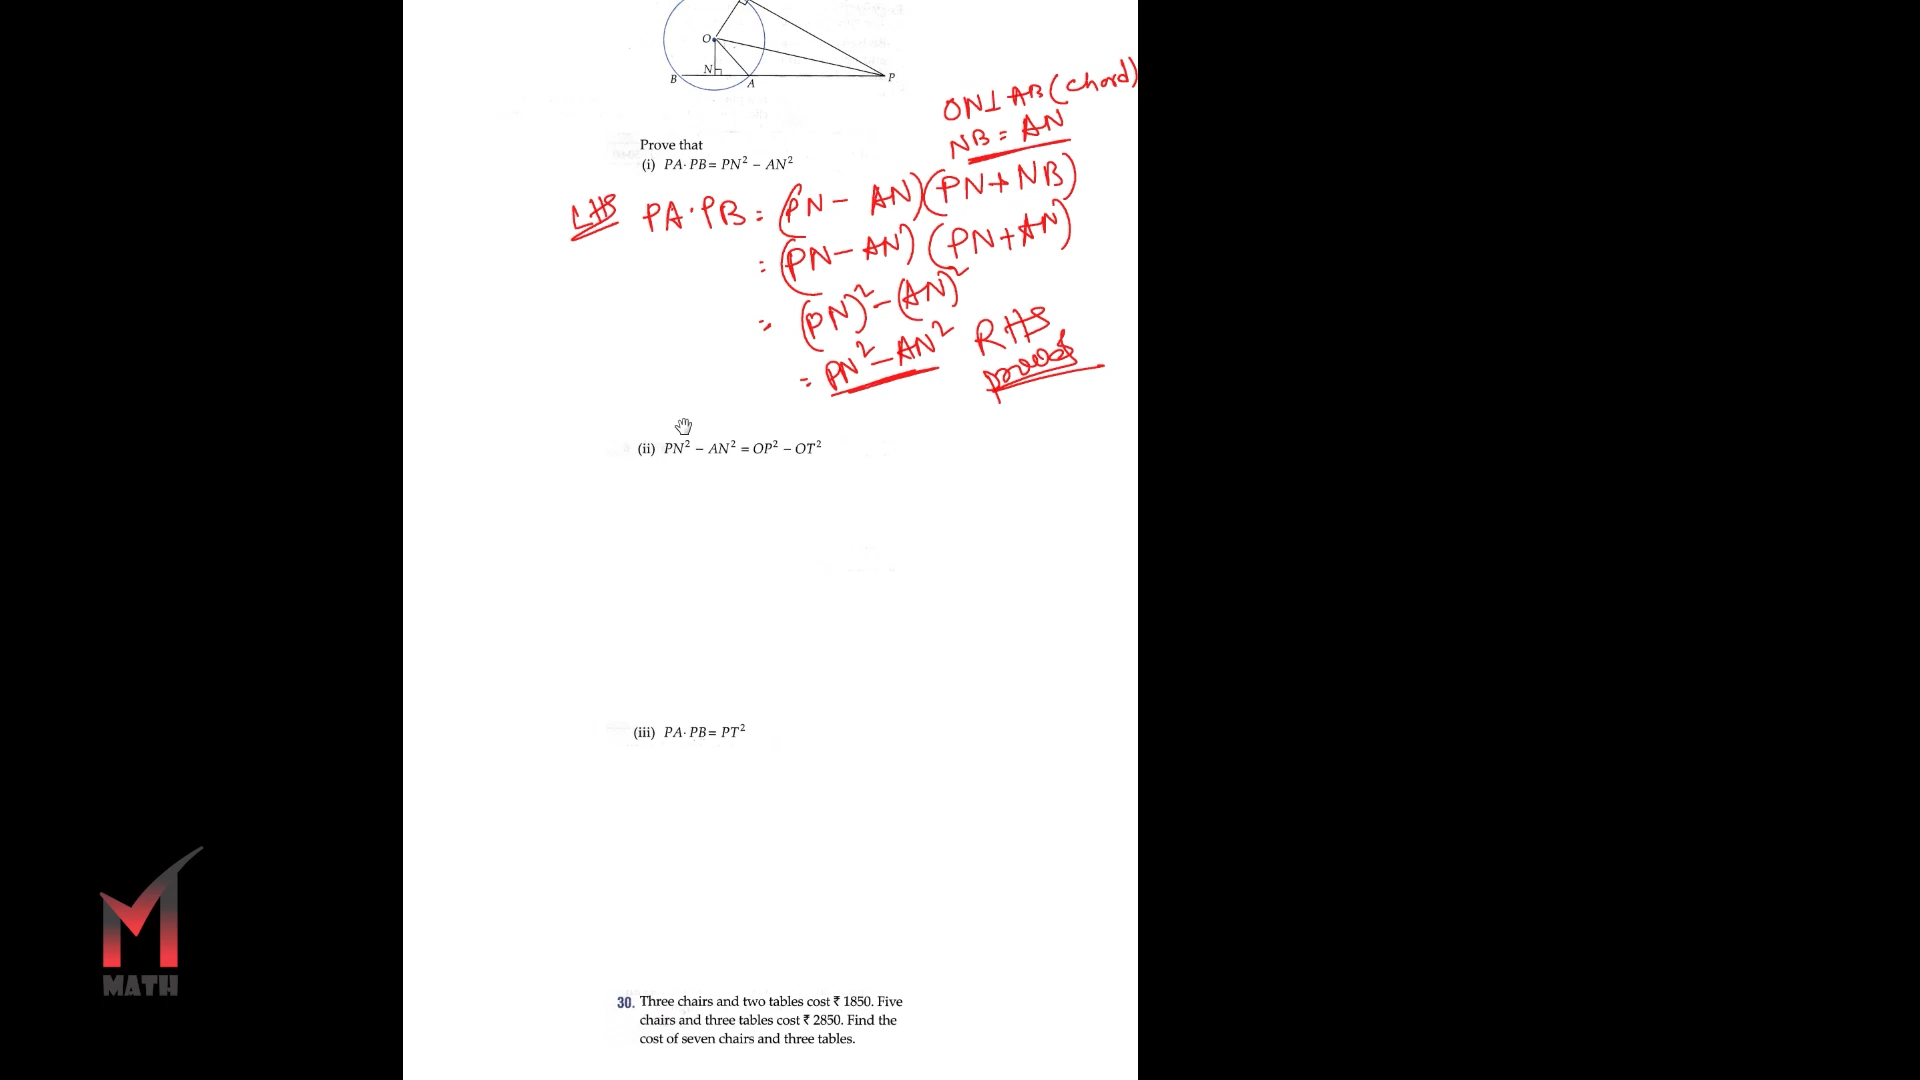 O
N
B
A
P
ON⊥ AB (chord)
NB = AN
Prove that
(i) PA· PB= PN² − AN²
LHS PA·PB = (PN − AN)(PN+NB)
= (PN−AN) (PN+AN)
= (PN)²−(AN)²
= PN²−AN² RHS
proved
(ii) PN² − AN² = OP² − OT²
(iii) PA· PB= PT²
30. Three chairs and two tables cost ₹ 1850. Five
chairs and three tables cost ₹ 2850. Find the
cost of seven chairs and three tables.
M
MATH